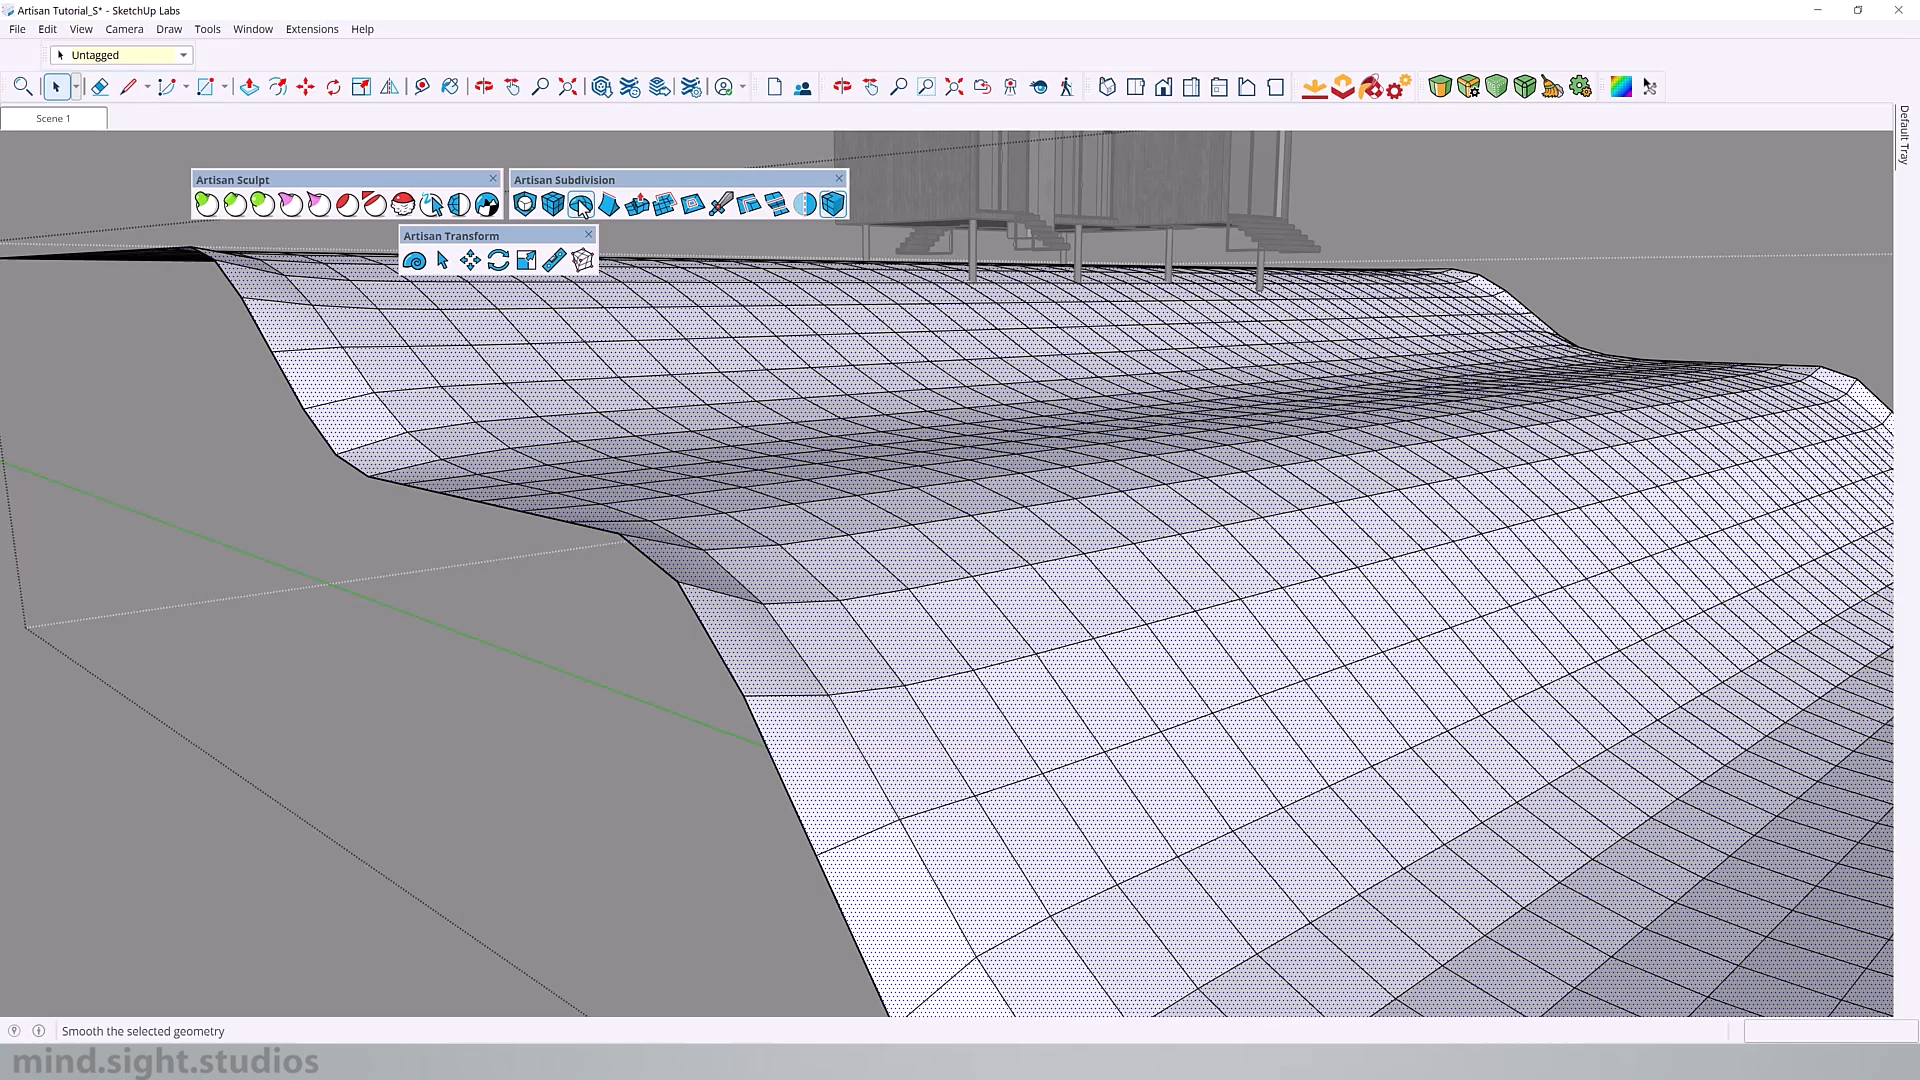 Artisan Tutorial_S* - SketchUp Labs
File Edit View Camera Draw Tools Window Extensions Help
Untagged
Scene 1
Default Tray
Artisan Sculpt
Artisan Subdivision
Artisan Transform
Smooth the selected geometry
mind.sight.studios